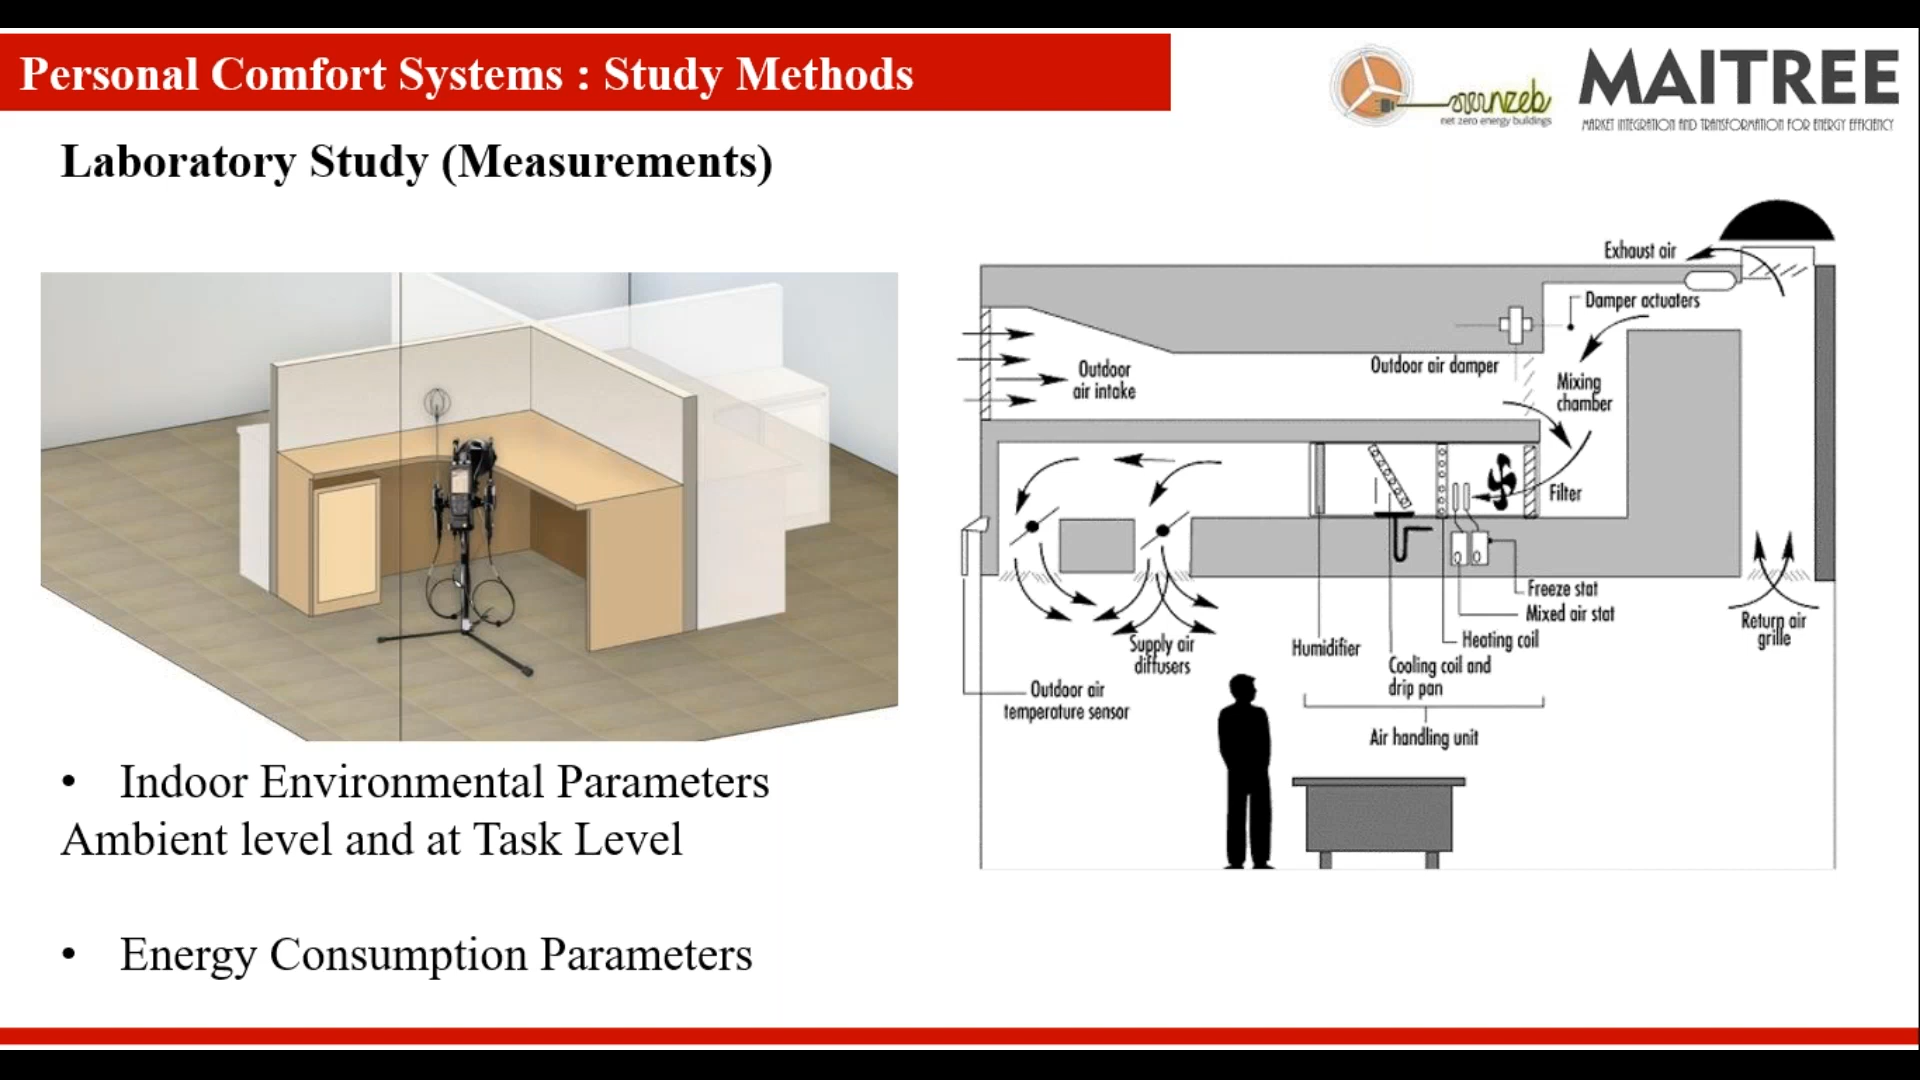 Personal Comfort Systems : Study Methods
nzeb
net zero energy buildings
MAITREE
MARKET INTEGRATION AND TRANSFORMATION FOR ENERGY EFFICIENCY
Laboratory Study (Measurements)
Exhaust air
Damper actuaters
Outdoor air damper
Outdoor
air intake
Mixing
chamber
Filter
Freeze stat
Mixed air stat
Heating coil
Humidifier
Cooling coil and
drip pan
Supply air
diffusers
Return air
grille
Outdoor air
temperature sensor
Air handling unit
• Indoor Environmental Parameters
Ambient level and at Task Level
• Energy Consumption Parameters